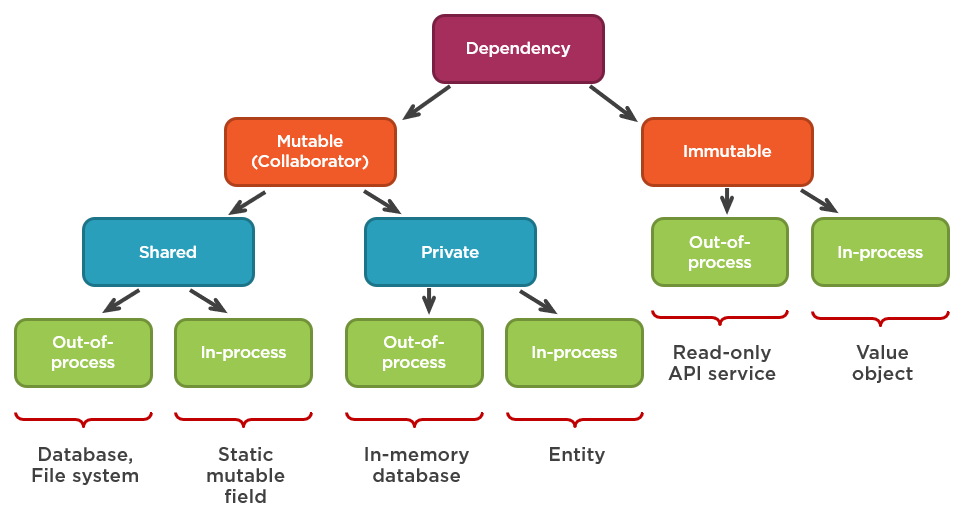 Dependency
Mutable
(Collaborator)
Immutable
Shared
Private
Out-of-
process
In-process
Out-of-
process
In-process
Out-of-
process
In-process
Read-only
API service
Value
object
Database,
File system
Static
mutable
field
In-memory
database
Entity